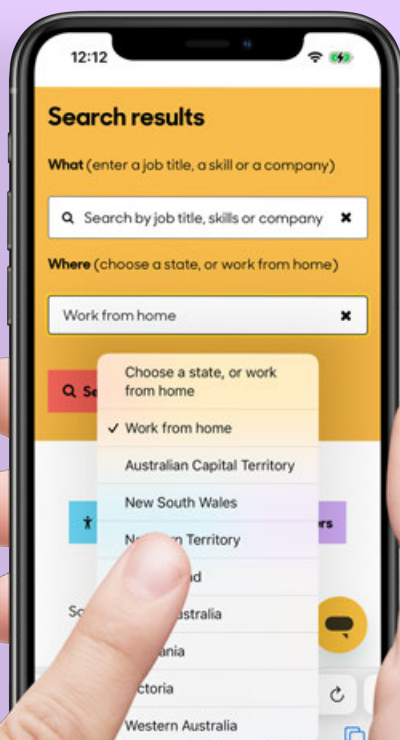 12:12
Search results
What (enter a job title, a skill or a company)
Search by job title, skills or company
Where (choose a state, or work from home)
Work from home
Choose a state, or work
from home
✓ Work from home
Australian Capital Territory
New South Wales
Territory
Western Australia